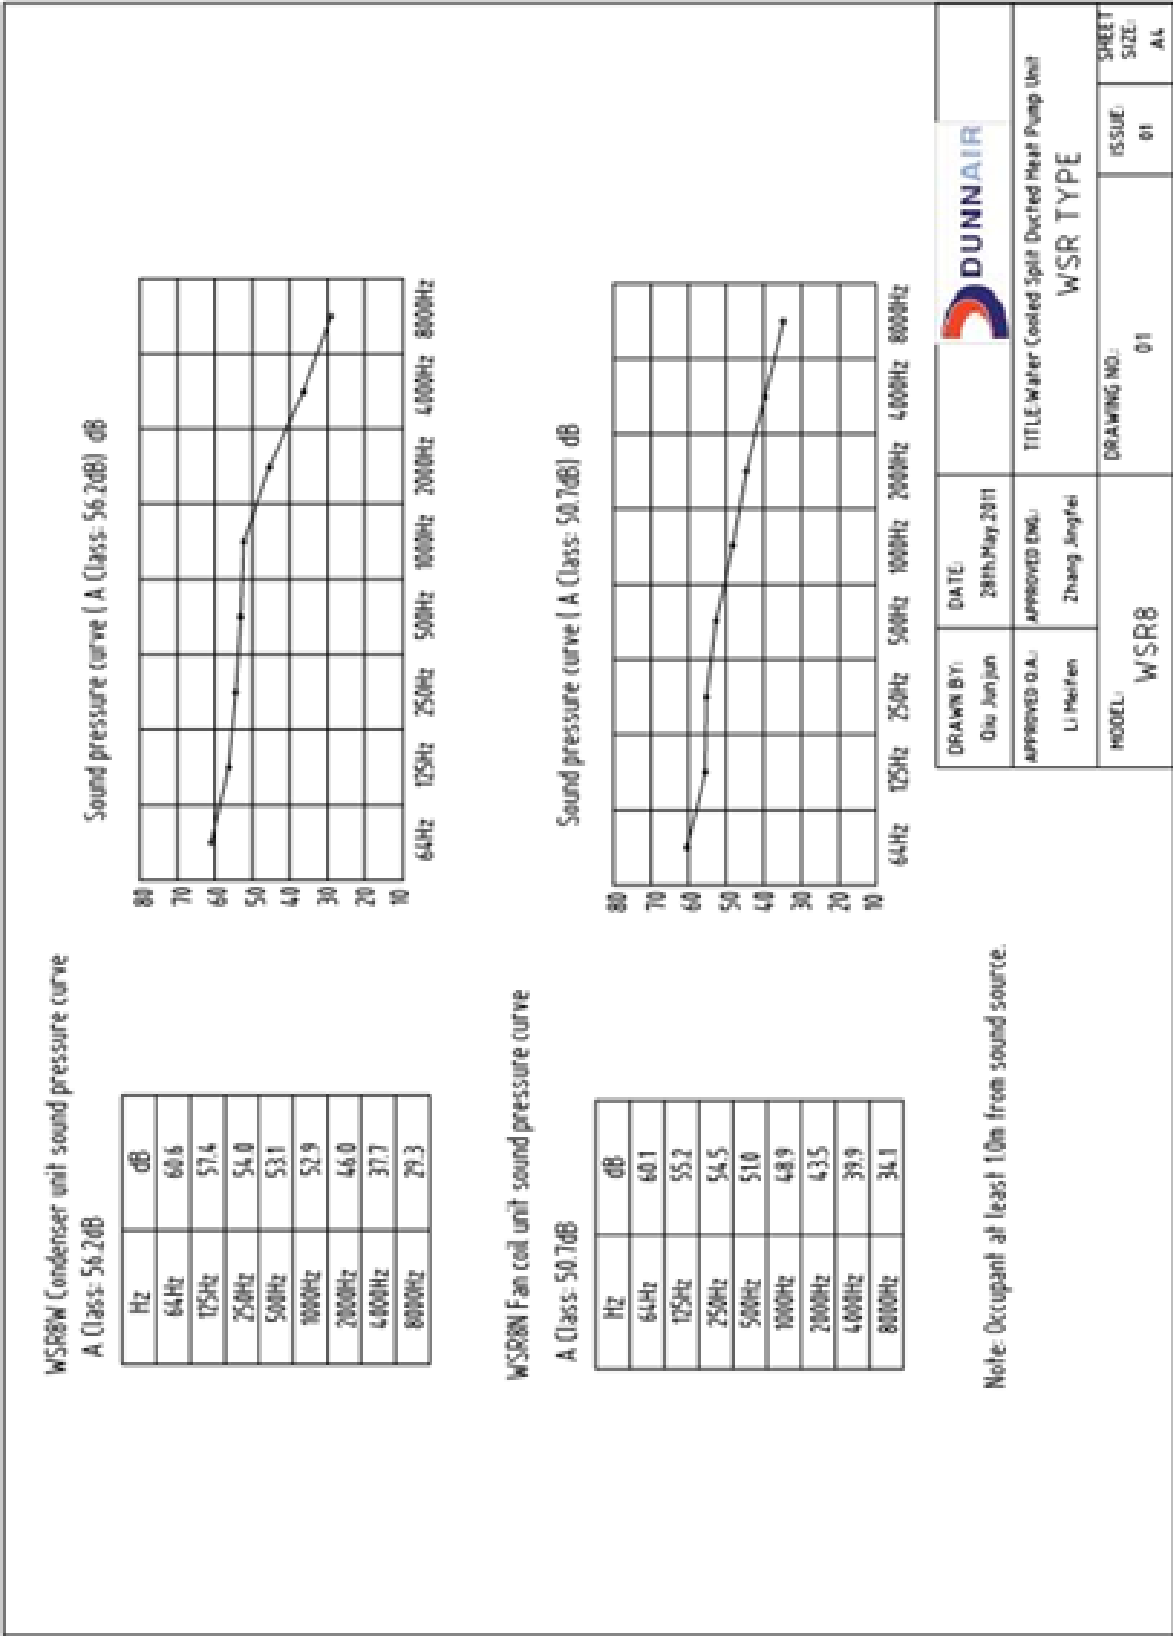 WSR8W Condenser unit sound pressure curve
A Class: 56.2dB
Hz dB
64Hz 60.6
125Hz 57.4
250Hz 54.0
500Hz 53.1
1000Hz 52.9
2000Hz 46.0
4000Hz 37.7
8000Hz 29.3
Sound pressure curve ( A Class: 56.2dB) dB
80
70
60
50
40
30
20
10
64Hz 125Hz 250Hz 500Hz 1000Hz 2000Hz 4000Hz 8000Hz
WSR8N Fan coil unit sound pressure curve
A Class: 50.7dB
Hz dB
64Hz 60.1
125Hz 55.2
250Hz 54.5
500Hz 51.0
1000Hz 48.9
2000Hz 43.5
4000Hz 39.9
8000Hz 34.1
Sound pressure curve ( A Class: 50.7dB) dB
80
70
60
50
40
30
20
10
64Hz 125Hz 250Hz 500Hz 1000Hz 2000Hz 4000Hz 8000Hz
Note: Occupant at least 1.0m from sound source.
DRAWN BY:
Qiu Junjun
DATE:
28th.May.2011
DUNNAIR
APPROVED Q.A.:
Li Meifen
APPROVED ENG.:
Zhang Jingfei
TITLE:Water Cooled Split Ducted Heat Pump Unit
WSR TYPE
MODEL:
WSR8
DRAWING NO.:
01
ISSUE:
01
SHEET
SIZE:
A4